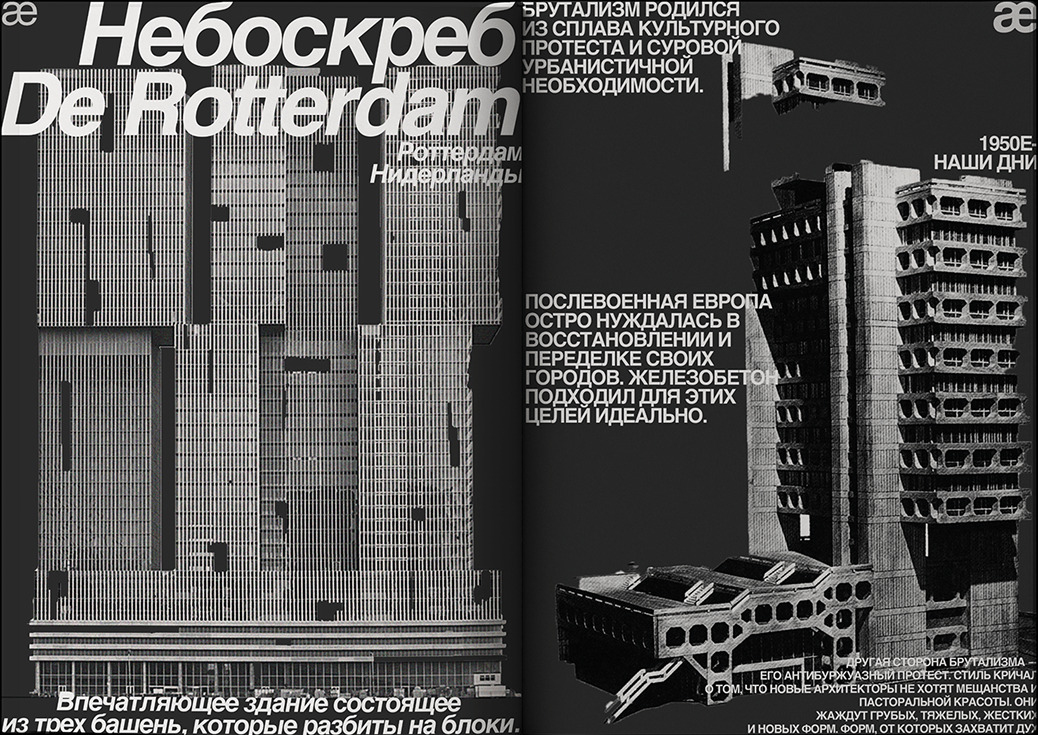 æ
Небоскреб
De Rotterdam
Роттердам
Нидерланды
Впечатляющее здание состоящее
из трех башень, которые разбиты на блоки.
æ
БРУТАЛИЗМ РОДИЛСЯ
ИЗ СПЛАВА КУЛЬТУРНОГО
ПРОТЕСТА И СУРОВОЙ
УРБАНИСТИЧНОЙ
НЕОБХОДИМОСТИ.
1950Е-
НАШИ ДНИ
ПОСЛЕВОЕННАЯ ЕВРОПА
ОСТРО НУЖДАЛАСЬ В
ВОССТАНОВЛЕНИИ И
ПЕРЕДЕЛКЕ СВОИХ
ГОРОДОВ. ЖЕЛЕЗОБЕТОН
ПОДХОДИЛ ДЛЯ ЭТИХ
ЦЕЛЕЙ ИДЕАЛЬНО.
ДРУГАЯ СТОРОНА БРУТАЛИЗМА –
ЕГО АНТИБУРЖУАЗНЫЙ ПРОТЕСТ. СТИЛЬ КРИЧАЛ
О ТОМ, ЧТО НОВЫЕ АРХИТЕКТОРЫ НЕ ХОТЯТ МЕЩАНСТВА И
ПАСТОРАЛЬНОЙ КРАСОТЫ. ОНИ
ЖАЖДУТ ГРУБЫХ, ТЯЖЕЛЫХ, ЖЕСТКИХ
И НОВЫХ ФОРМ. ФОРМ, ОТ КОТОРЫХ ЗАХВАТИТ ДУХ